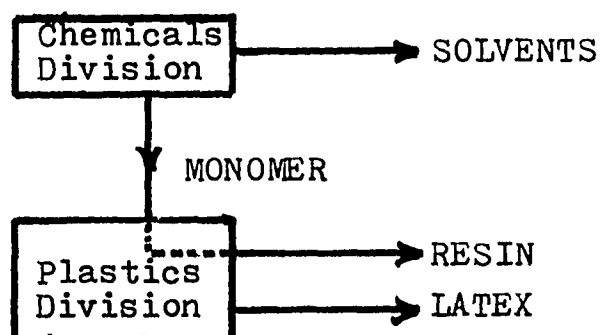 Chemicals
Division
SOLVENTS
MONOMER
RESIN
Plastics
Division
LATEX